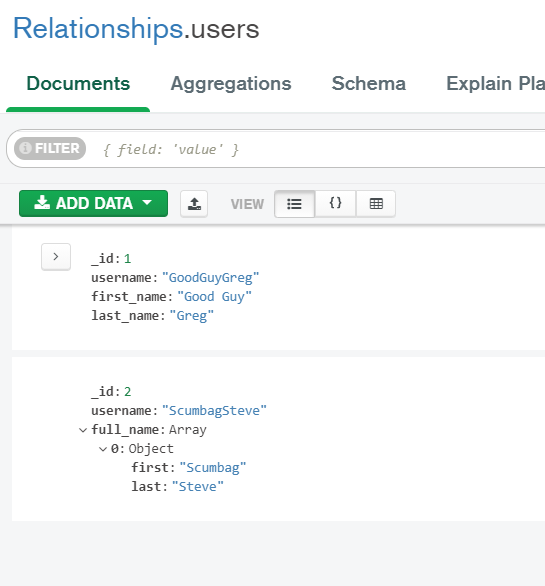 Relationships.users
Documents Aggregations Schema Explain Pla
FILTER { field: 'value' }
ADD DATA VIEW {}
_id: 1
username: "GoodGuyGreg"
first_name: "Good Guy"
last_name: "Greg"
_id: 2
username: "ScumbagSteve"
full_name: Array
0: Object
first: "Scumbag"
last: "Steve"